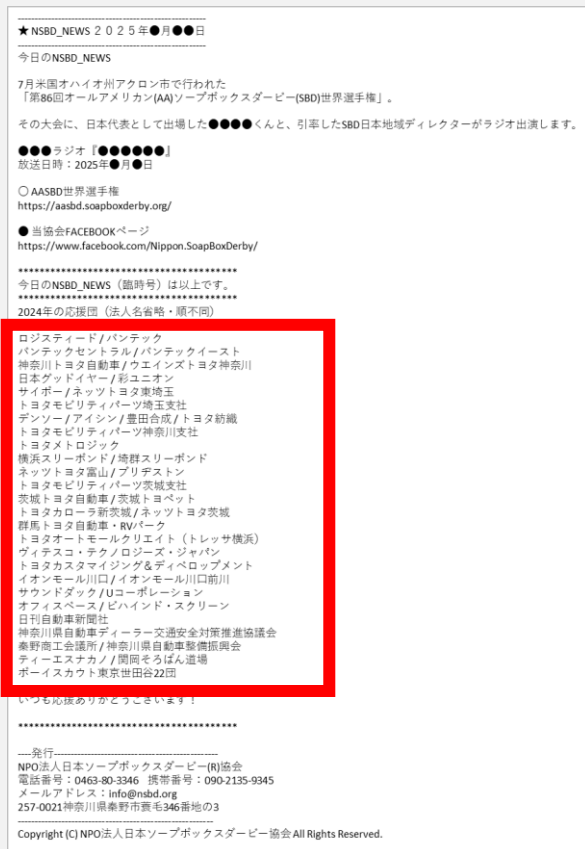 ----------------------------------------------------
★NSBD_NEWS２０２５年●月●●日
----------------------------------------------------
今日のNSBD_NEWS
7月米国オハイオ州アクロン市で行われた
「第86回オールアメリカン(AA)ソープボックスダービー(SBD)世界選手権」。
その大会に、日本代表として出場した●●●●くんと、引率したSBD日本地域ディレクターがラジオ出演します。
●●●ラジオ『●●●●●●』
放送日時：2025年●月●日
〇AASBD世界選手権
https://aasbd.soapboxderby.org/
●当協会FACEBOOKページ
https://www.facebook.com/Nippon.SoapBoxDerby/
****************************************
今日のNSBD_NEWS（臨時号）は以上です。
****************************************
2024年の応援団（法人名省略・順不同）
ロジスティード/バンテック
バンテックセントラル/バンテックイースト
神奈川トヨタ自動車/ウエインズトヨタ神奈川
日本グッドイヤー/彩ユニオン
サイボー/ネッツトヨタ東埼玉
トヨタモビリティパーツ埼玉支社
デンソー/アイシン/豊田合成/トヨタ紡織
トヨタモビリティパーツ神奈川支社
トヨタメトロジック
横浜スリーボンド/埼群スリーボンド
ネッツトヨタ富山/ブリヂストン
トヨタモビリティパーツ茨城支社
茨城トヨタ自動車/茨城トヨペット
トヨタカローラ新茨城/ネッツトヨタ茨城
群馬トヨタ自動車・RVパーク
トヨタオートモールクリエイト（トレッサ横浜）
ヴィテスコ・テクノロジーズ・ジャパン
トヨタカスタマイジング＆ディベロップメント
イオンモール川口/イオンモール川口前川
サウンドダック/Uコーポレーション
オフィスベース/ビハインド・スクリーン
日刊自動車新聞社
神奈川県自動車ディーラー交通安全対策推進協議会
秦野商工会議所/神奈川県自動車整備振興会
ティーエスナカノ/関岡そろばん道場
ボーイスカウト東京世田谷22団
いつも応援ありがとうございます！
****************************************
----発行----------------------------------------------
NPO法人日本ソープボックスダービー(R)協会
電話番号：0463-80-3346 携帯番号：090-2135-9345
メールアドレス：info@nsbd.org
257-0021神奈川県秦野市蓑毛346番地の3
------------------------------------------------------
Copyright (C) NPO法人日本ソープボックスダービー協会 All Rights Reserved.